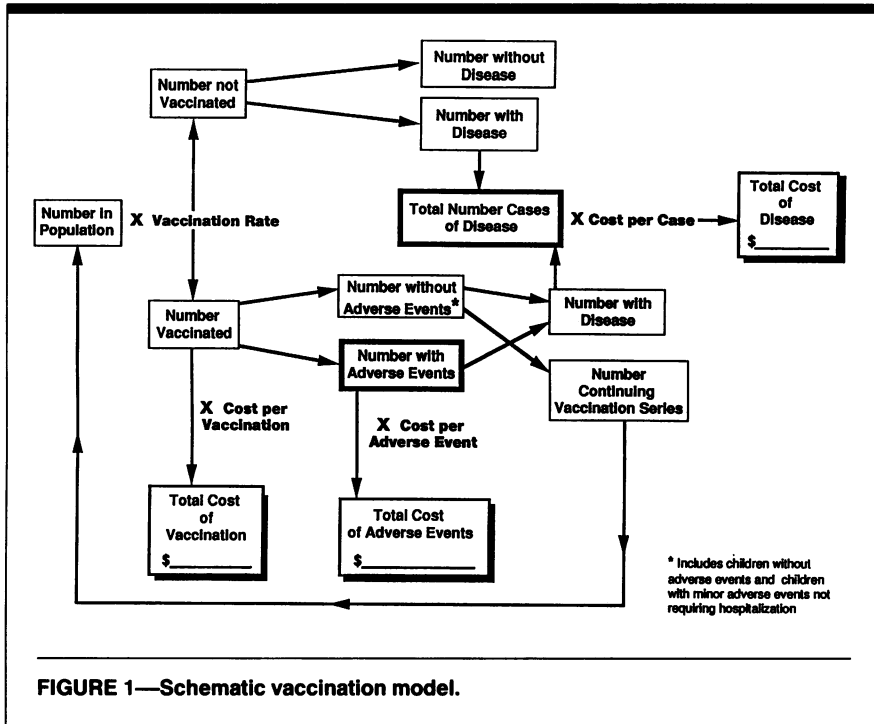 Number not
Vaccinated
Number without
Disease
Number with
Disease
Number in
Population
X Vaccination Rate
Total Number Cases
of Disease
X Cost per Case
Total Cost
of
Disease
$________
Number
Vaccinated
Number without
Adverse Events*
Number with
Disease
Number with
Adverse Events
Number
Continuing
Vaccination Series
X Cost per
Vaccination
X Cost per
Adverse Event
Total Cost
of
Vaccination
$________
Total Cost
of Adverse Events
$________
* Includes children without
adverse events and children
with minor adverse events not
requiring hospitalization
FIGURE 1—Schematic vaccination model.